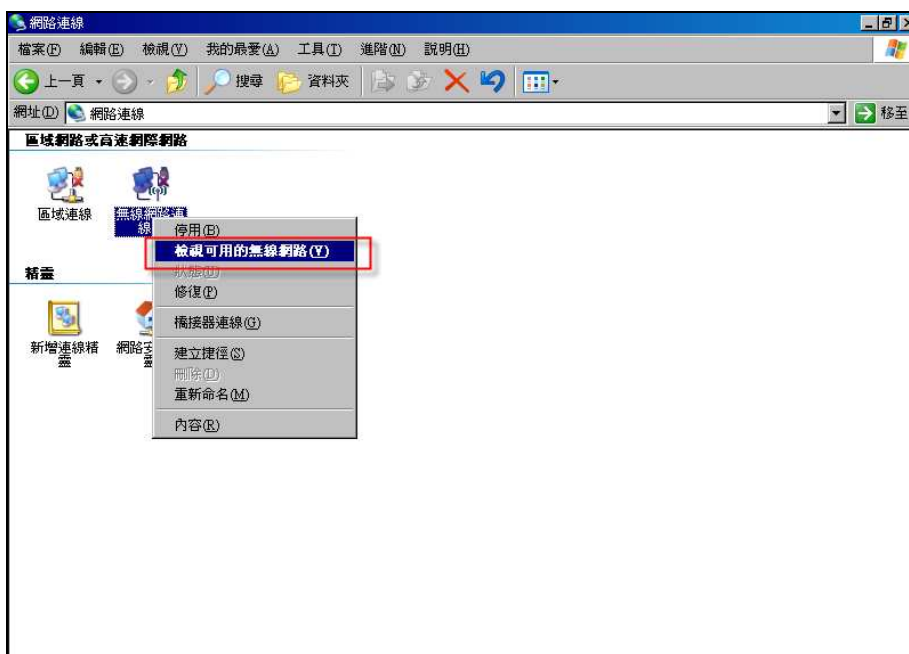 網路連線
檔案(F) 編輯(E) 檢視(V) 我的最愛(A) 工具(T) 進階(N) 說明(H)
上一頁 搜尋 資料夾
網址(D) 網路連線 移至
區域網路或高速網際網路
區域連線
無線網路連
線
停用(B)
檢視可用的無線網路(V)
狀態(U)
修復(P)
橋接器連線(G)
建立捷徑(S)
刪除(D)
重新命名(M)
內容(R)
精靈
新增連線精
靈
網路安
靈